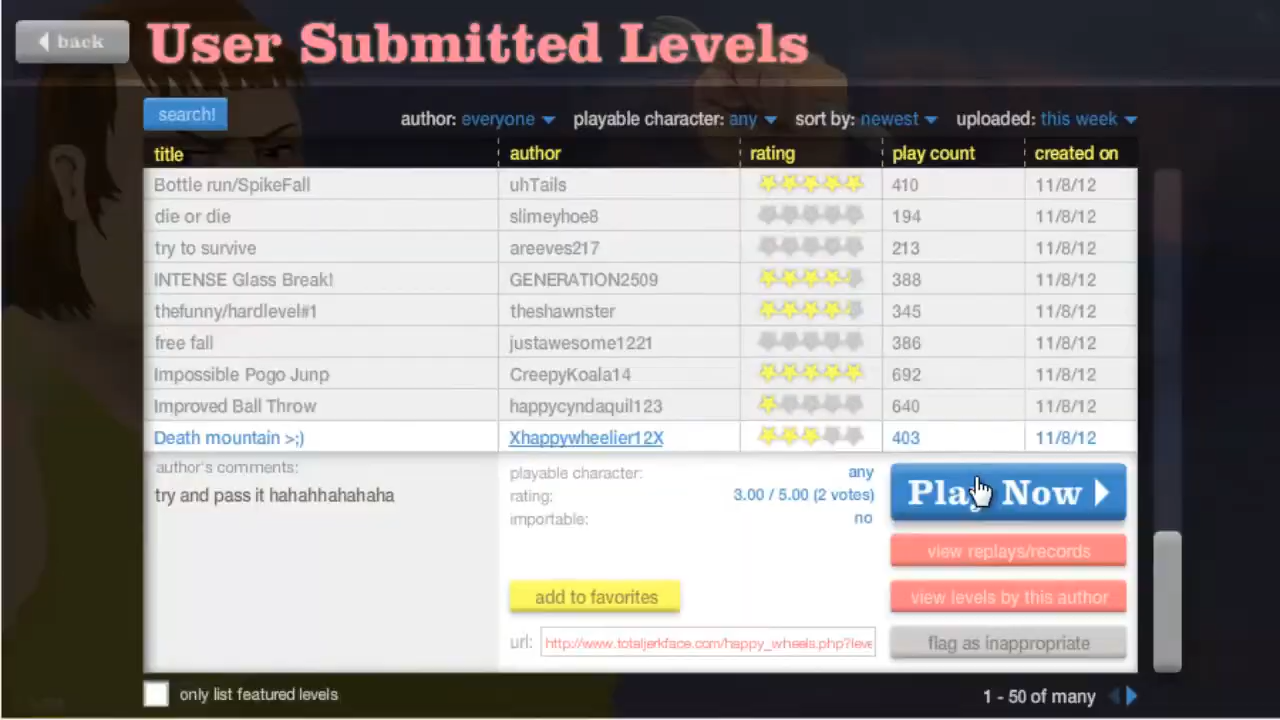 back
User Submitted Levels
search!
author: everyone playable character: any sort by: newest uploaded: this week
title author rating play count created on
Bottle run/SpikeFall uhTails 410 11/8/12
die or die slimeyhoe8 194 11/8/12
try to survive areeves217 213 11/8/12
INTENSE Glass Break! GENERATION2509 388 11/8/12
thefunny/hardlevel#1 theshawnster 345 11/8/12
free fall justawesome1221 386 11/8/12
Impossible Pogo Junp CreepyKoala14 692 11/8/12
Improved Ball Throw happycyndaquil123 640 11/8/12
Death mountain >;) Xhappywheelier12X 403 11/8/12
author's comments:
try and pass it hahahhahahaha
playable character: any
rating: 3.00 / 5.00 (2 votes)
importable: no
Play Now
view replays/records
add to favorites
view levels by this author
url: http://www.totaljerkface.com/happy_wheels.php?leve
flag as inappropriate
only list featured levels
1 - 50 of many